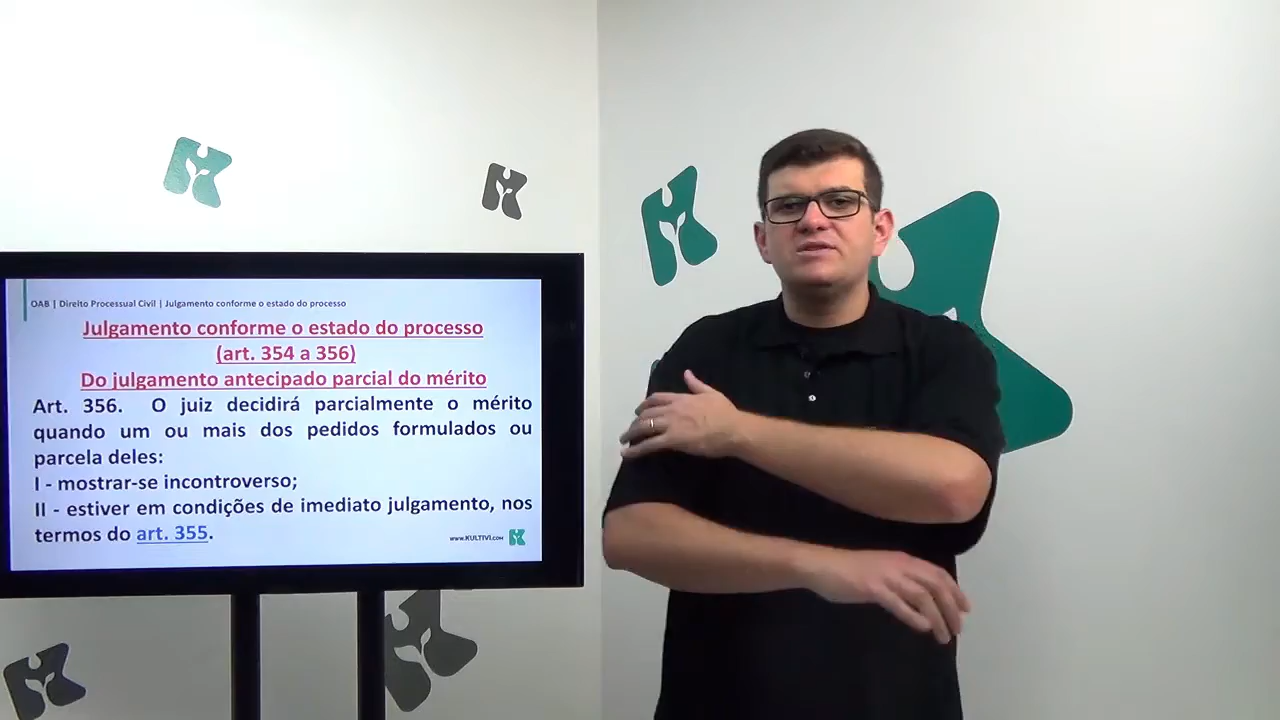 OAB | Direito Processual Civil | Julgamento conforme o estado do processo
Julgamento conforme o estado do processo
(art. 354 a 356)
Do julgamento antecipado parcial do mérito
Art. 356. O juiz decidirá parcialmente o mérito
quando um ou mais dos pedidos formulados ou
parcela deles:
I - mostrar-se incontroverso;
II - estiver em condições de imediato julgamento, nos
termos do art. 355.
www.KULTIVI.com